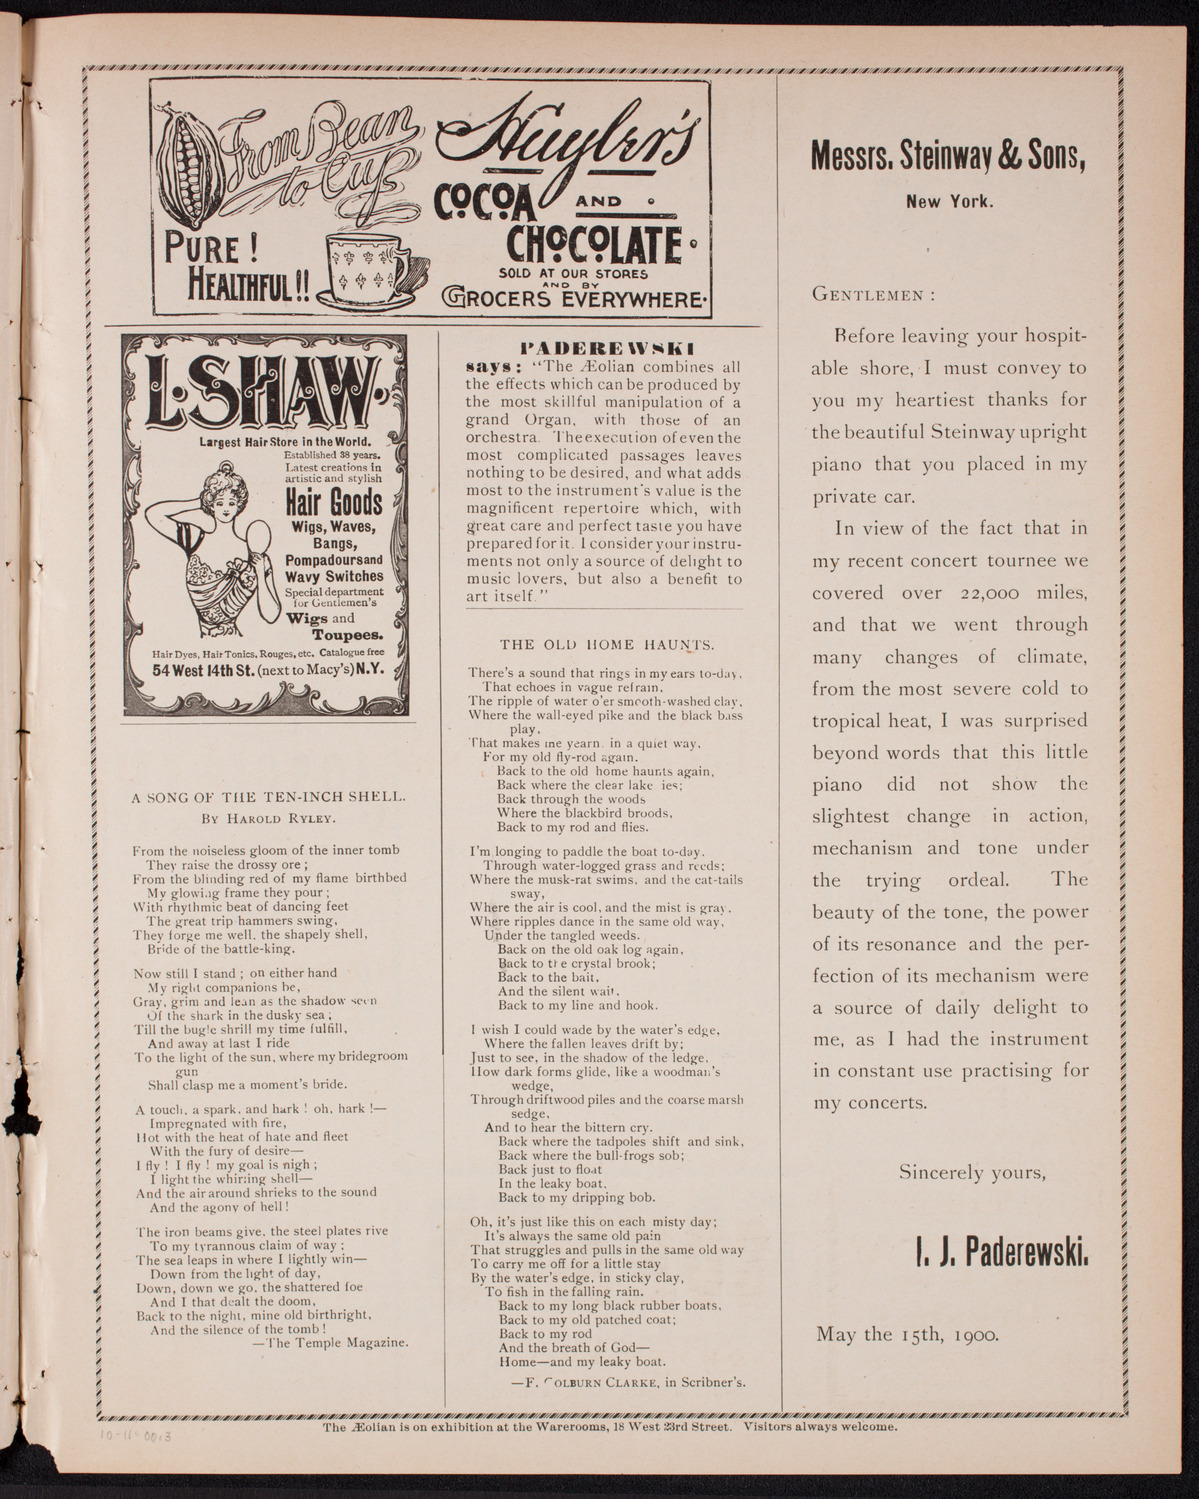 From Bean
to Cup
PURE!
HEALTHFUL!!
Huyler's
COCOA AND
CHOCOLATE
SOLD AT OUR STORES
AND BY
GROCERS EVERYWHERE.
L. SHAW.
Largest Hair Store in the World.
Established 38 years.
Latest creations in
artistic and stylish
Hair Goods
Wigs, Waves,
Bangs,
Pompadours and
Wavy Switches
Special department
for Gentlemen's
Wigs and
Toupees.
Hair Dyes, Hair Tonics, Rouges, etc. Catalogue free
54 West 14th St. (next to Macy's) N.Y.
A SONG OF THE TEN-INCH SHELL.
BY HAROLD RYLEY.
From the noiseless gloom of the inner tomb
They raise the drossy ore;
From the blinding red of my flame birthbed
My glowing frame they pour;
With rhythmic beat of dancing feet
The great trip hammers swing,
They forge me well, the shapely shell,
Bride of the battle-king.
Now still I stand; on either hand
My right companions be,
Gray, grim and lean as the shadow seen
Of the shark in the dusky sea;
Till the bugle shrill my time fulfill,
And away at last I ride
To the light of the sun, where my bridegroom
gun
Shall clasp me a moment's bride.
A touch, a spark, and hark! oh, hark!—
Impregnated with fire,
Hot with the heat of hate and fleet
With the fury of desire—
I fly! I fly! my goal is nigh;
I light the whirling shell—
And the air around shrieks to the sound
And the agony of hell!
The iron beams give, the steel plates rive
To my tyrannous claim of way;
The sea leaps in where I lightly win—
Down from the light of day,
Down, down we go, the shattered foe
And I that dealt the doom,
Back to the night, mine old birthright,
And the silence of the tomb!
—The Temple Magazine.
PADEREWSKI
says: "The Æolian combines all
the effects which can be produced by
the most skillful manipulation of a
grand Organ, with those of an
orchestra. The execution of even the
most complicated passages leaves
nothing to be desired, and what adds
most to the instrument's value is the
magnificent repertoire which, with
great care and perfect taste you have
prepared for it. I consider your instru-
ments not only a source of delight to
music lovers, but also a benefit to
art itself."
THE OLD HOME HAUNTS.
There's a sound that rings in my ears to-day,
That echoes in vague refrain,
The ripple of water o'er smooth-washed clay,
Where the wall-eyed pike and the black bass
play,
That makes me yearn, in a quiet way,
For my old fly-rod again.
Back to the old home haunts again,
Back where the clear lake lies;
Back through the woods
Where the blackbird broods,
Back to my rod and flies.
I'm longing to paddle the boat to-day,
Through water-logged grass and reeds;
Where the musk-rat swims, and the cat-tails
sway,
Where the air is cool, and the mist is gray,
Where ripples dance in the same old way,
Under the tangled weeds.
Back on the old oak log again,
Back to the crystal brook;
Back to the bait,
And the silent wait,
Back to my line and hook.
I wish I could wade by the water's edge,
Where the fallen leaves drift by;
Just to see, in the shadow of the ledge,
How dark forms glide, like a woodman's
wedge,
Through driftwood piles and the coarse marsh
sedge,
And to hear the bittern cry.
Back where the tadpoles shift and sink,
Back where the bull-frogs sob;
Back just to float
In the leaky boat,
Back to my dripping bob.
Oh, it's just like this on each misty day;
It's always the same old pain
That struggles and pulls in the same old way
To carry me off for a little stay
By the water's edge, in sticky clay,
To fish in the falling rain.
Back to my long black rubber boats,
Back to my old patched coat;
Back to my rod
And the breath of God—
Home—and my leaky boat.
—F. COLBURN CLARKE, in Scribner's.
Messrs. Steinway & Sons,
New York.
GENTLEMEN:
Before leaving your hospit-
able shore, I must convey to
you my heartiest thanks for
the beautiful Steinway upright
piano that you placed in my
private car.
In view of the fact that in
my recent concert tournee we
covered over 22,000 miles,
and that we went through
many changes of climate,
from the most severe cold to
tropical heat, I was surprised
beyond words that this little
piano did not show the
slightest change in action,
mechanism and tone under
the trying ordeal. The
beauty of the tone, the power
of its resonance and the per-
fection of its mechanism were
a source of daily delight to
me, as I had the instrument
in constant use practising for
my concerts.
Sincerely yours,
I. J. Paderewski.
May the 15th, 1900.
The Æolian is on exhibition at the Warerooms, 18 West 23rd Street. Visitors always welcome.